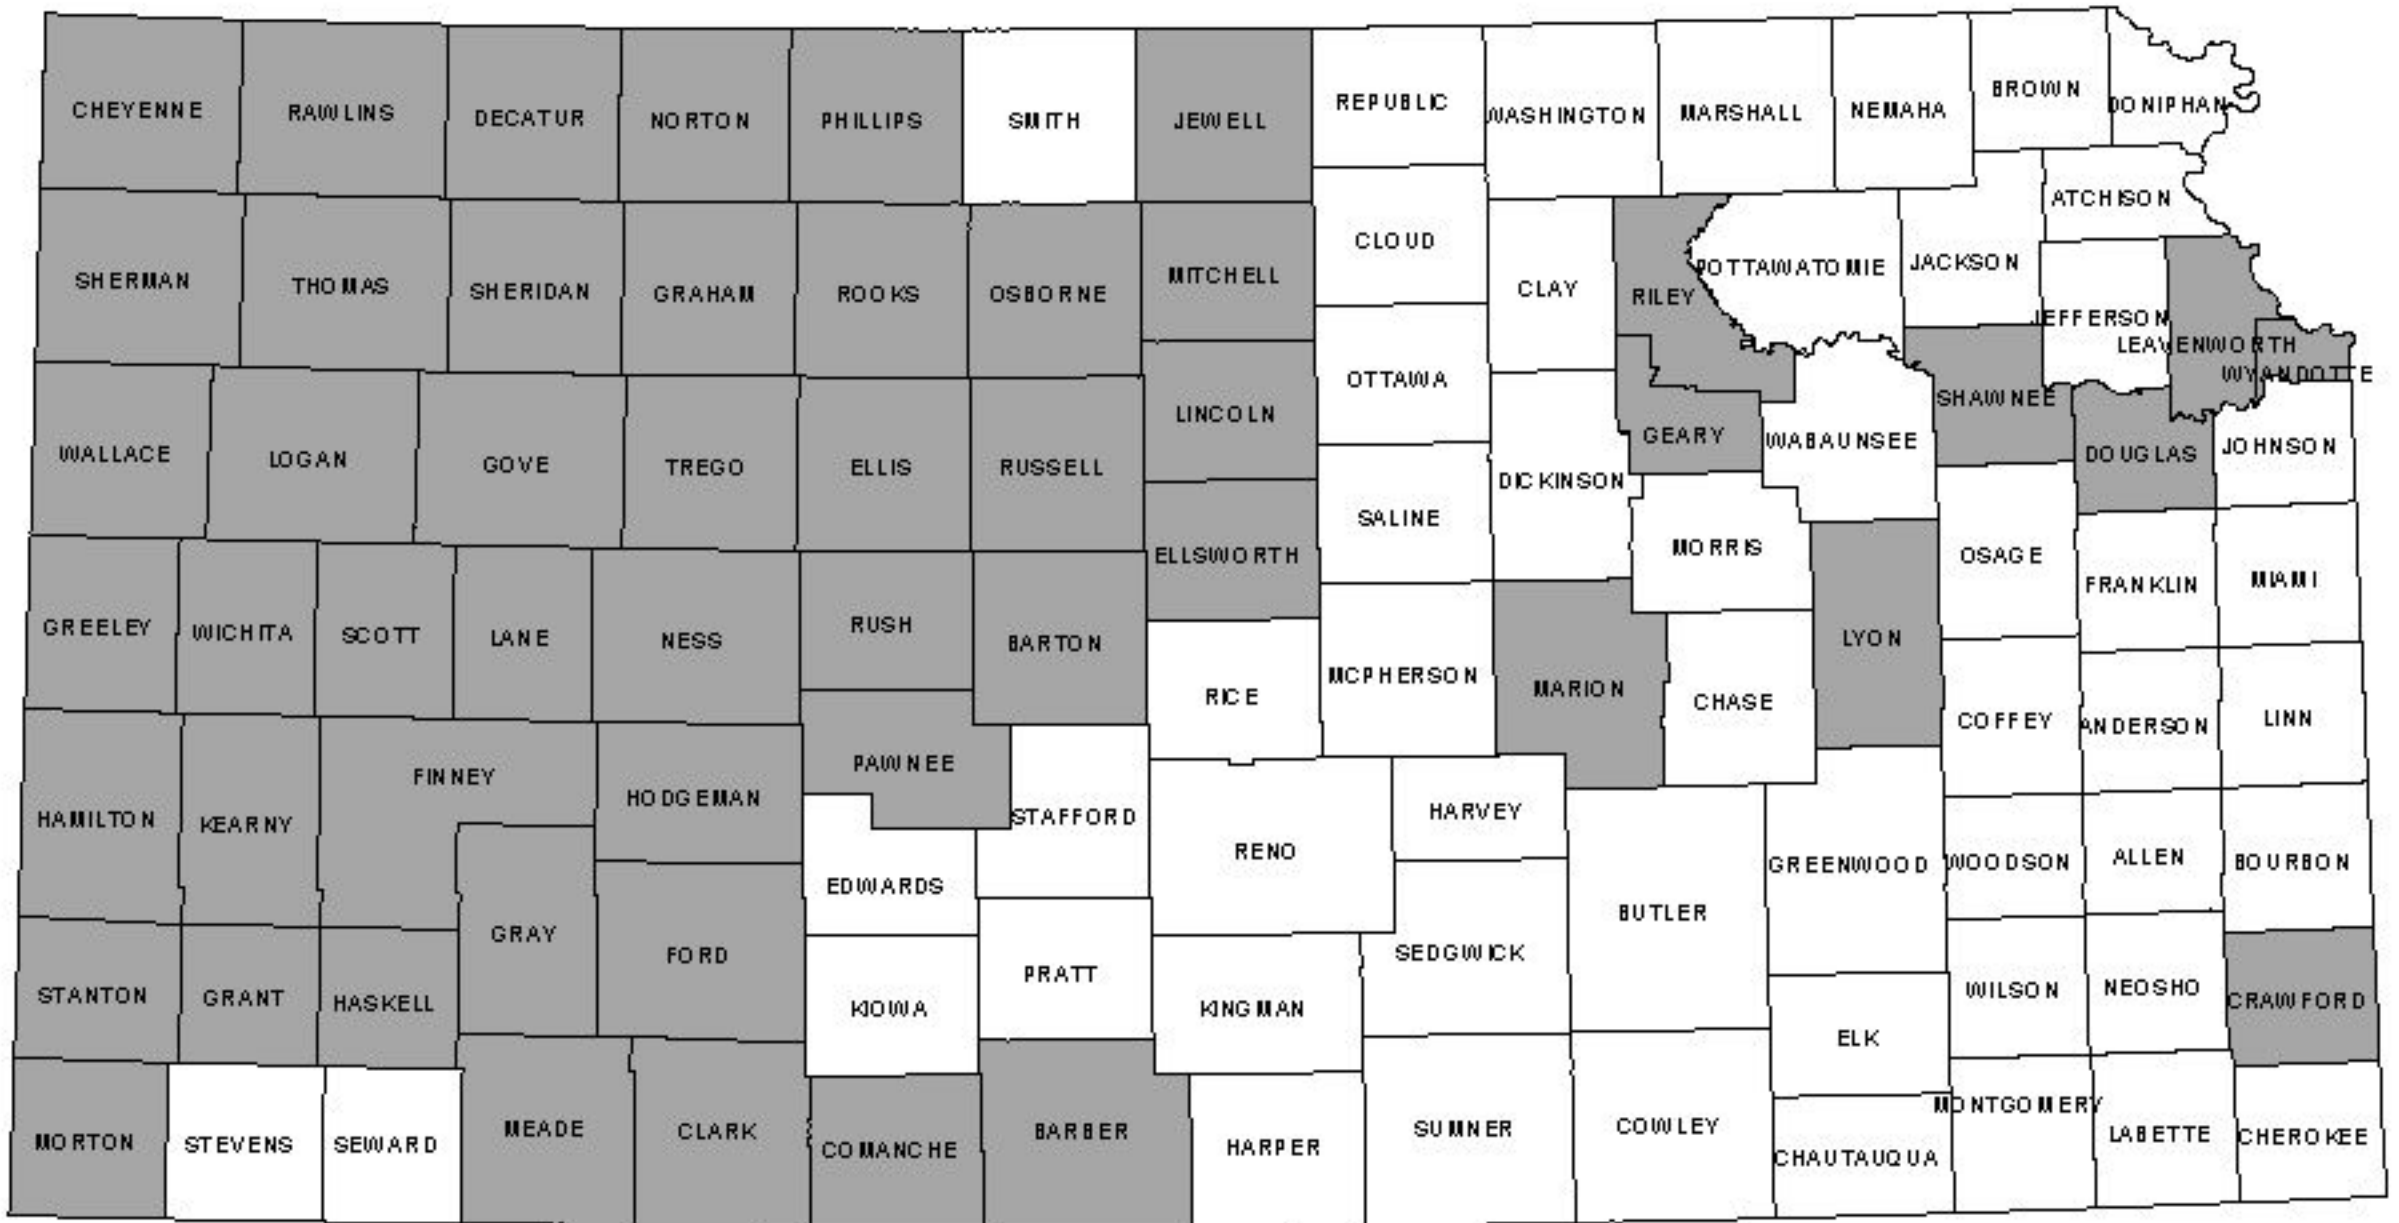 CHEYENNE
RAWLINS
DECATUR
NORTON
PHILLIPS
SMITH
JEWELL
REPUBLIC
WASHINGTON
MARSHALL
NEMAHA
BROWN
DONIPHAN
ATCHISON
SHERMAN
THOMAS
SHERIDAN
GRAHAM
ROOKS
OSBORNE
MITCHELL
CLOUD
CLAY
RILEY
POTTAWATOMIE
JACKSON
JEFFERSON
LEAVENWORTH
WYANDOTTE
WALLACE
LOGAN
GOVE
TREGO
ELLIS
RUSSELL
LINCOLN
OTTAWA
GEARY
WABAUNSEE
SHAWNEE
DOUGLAS
JOHNSON
DICKINSON
SALINE
ELLSWORTH
MORRIS
OSAGE
FRANKLIN
MIAMI
GREELEY
WICHITA
SCOTT
LANE
NESS
RUSH
BARTON
RICE
MCPHERSON
MARION
CHASE
LYON
COFFEY
ANDERSON
LINN
HAMILTON
KEARNY
FINNEY
HODGEMAN
PAWNEE
STAFFORD
RENO
HARVEY
BUTLER
GREENWOOD
WOODSON
ALLEN
BOURBON
EDWARDS
GRAY
FORD
STANTON
GRANT
HASKELL
KIOWA
PRATT
KINGMAN
SEDGWICK
ELK
WILSON
NEOSHO
CRAWFORD
MORTON
STEVENS
SEWARD
MEADE
CLARK
COMANCHE
BARBER
HARPER
SUMNER
COWLEY
CHAUTAUQUA
MONTGOMERY
LABETTE
CHEROKEE